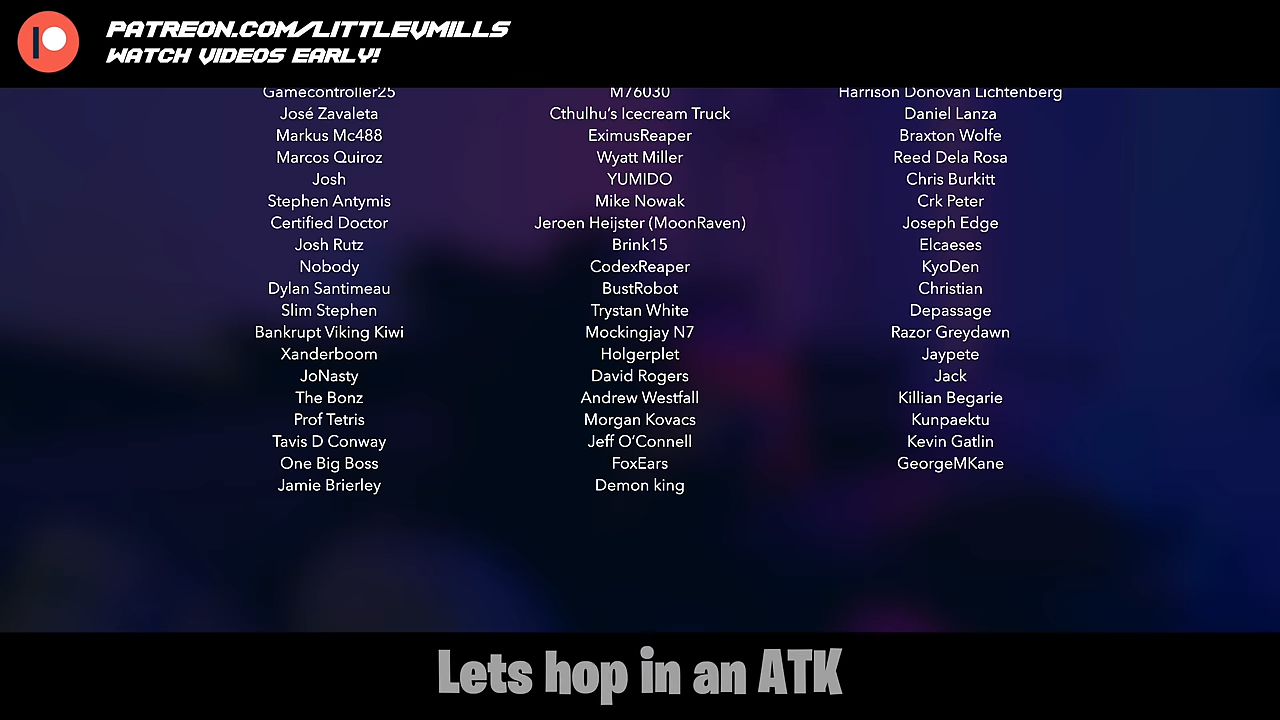 PATREON.COM/LITTLEVMILLS
WATCH VIDEOS EARLY!
Gamecontroller25
José Zavaleta
Markus Mc488
Marcos Quiroz
Josh
Stephen Antymis
Certified Doctor
Josh Rutz
Nobody
Dylan Santimeau
Slim Stephen
Bankrupt Viking Kiwi
Xanderboom
JoNasty
The Bonz
Prof Tetris
Tavis D Conway
One Big Boss
Jamie Brierley
M76030
Cthulhu’s Icecream Truck
EximusReaper
Wyatt Miller
YUMIDO
Mike Nowak
Jeroen Heijster (MoonRaven)
Brink15
CodexReaper
BustRobot
Trystan White
Mockingjay N7
Holgerplet
David Rogers
Andrew Westfall
Morgan Kovacs
Jeff O’Connell
FoxEars
Demon king
Harrison Donovan Lichtenberg
Daniel Lanza
Braxton Wolfe
Reed Dela Rosa
Chris Burkitt
Crk Peter
Joseph Edge
Elcaeses
KyoDen
Christian
Depassage
Razor Greydawn
Jaypete
Jack
Killian Begarie
Kunpaektu
Kevin Gatlin
GeorgeMKane
Lets hop in an ATK